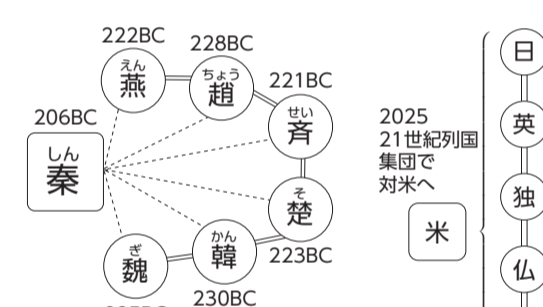 222BC
えん
燕
228BC
ちょう
趙
221BC
せい
斉
206BC
しん
秦
そ
楚
223BC
かん
韓
230BC
ぎ
魏
2025
21世紀列国
集団で
対米へ
米
日
英
独
仏